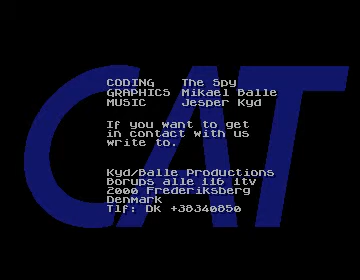 CAT
CODING The Spy
GRAPHICS Mikael Balle
MUSIC Jesper Kyd
If you want to get
in contact with us
write to.
Kyd/Balle Productions
Borups alle 116 1tv
2000 Frederiksberg
Denmark
Tlf: DK +38340850